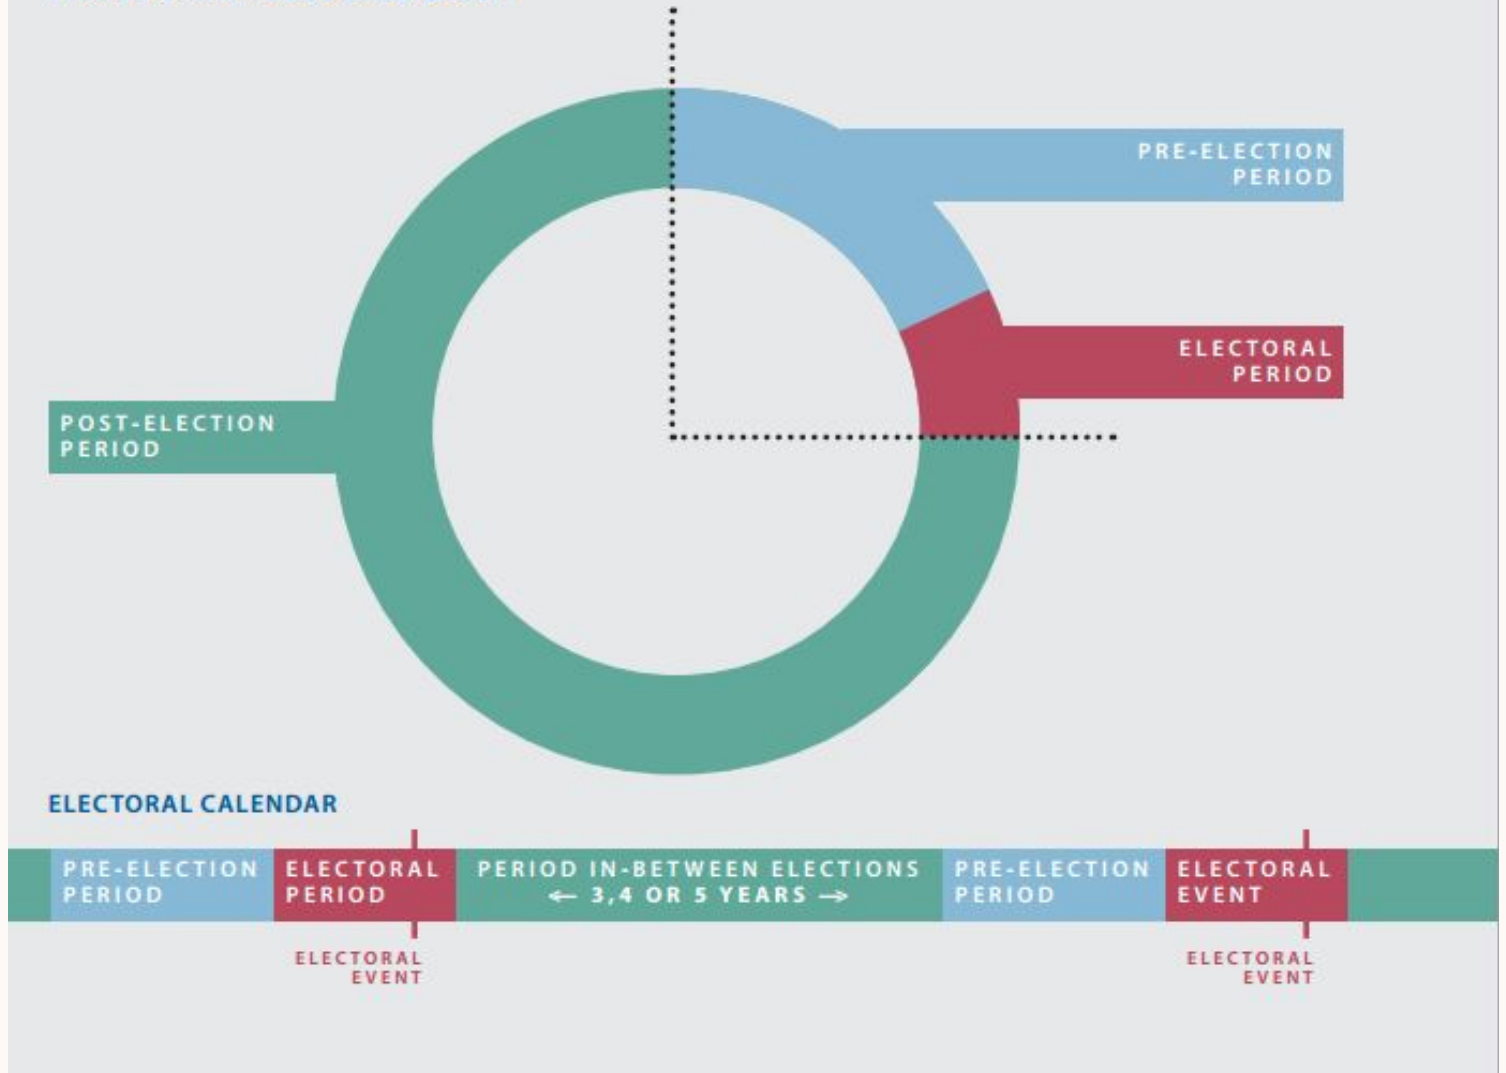 PRE-ELECTION
PERIOD
ELECTORAL
PERIOD
POST-ELECTION
PERIOD
ELECTORAL CALENDAR
PRE-ELECTION
PERIOD
ELECTORAL
PERIOD
PERIOD IN-BETWEEN ELECTIONS
← 3,4 OR 5 YEARS →
PRE-ELECTION
PERIOD
ELECTORAL
EVENT
ELECTORAL
EVENT
ELECTORAL
EVENT